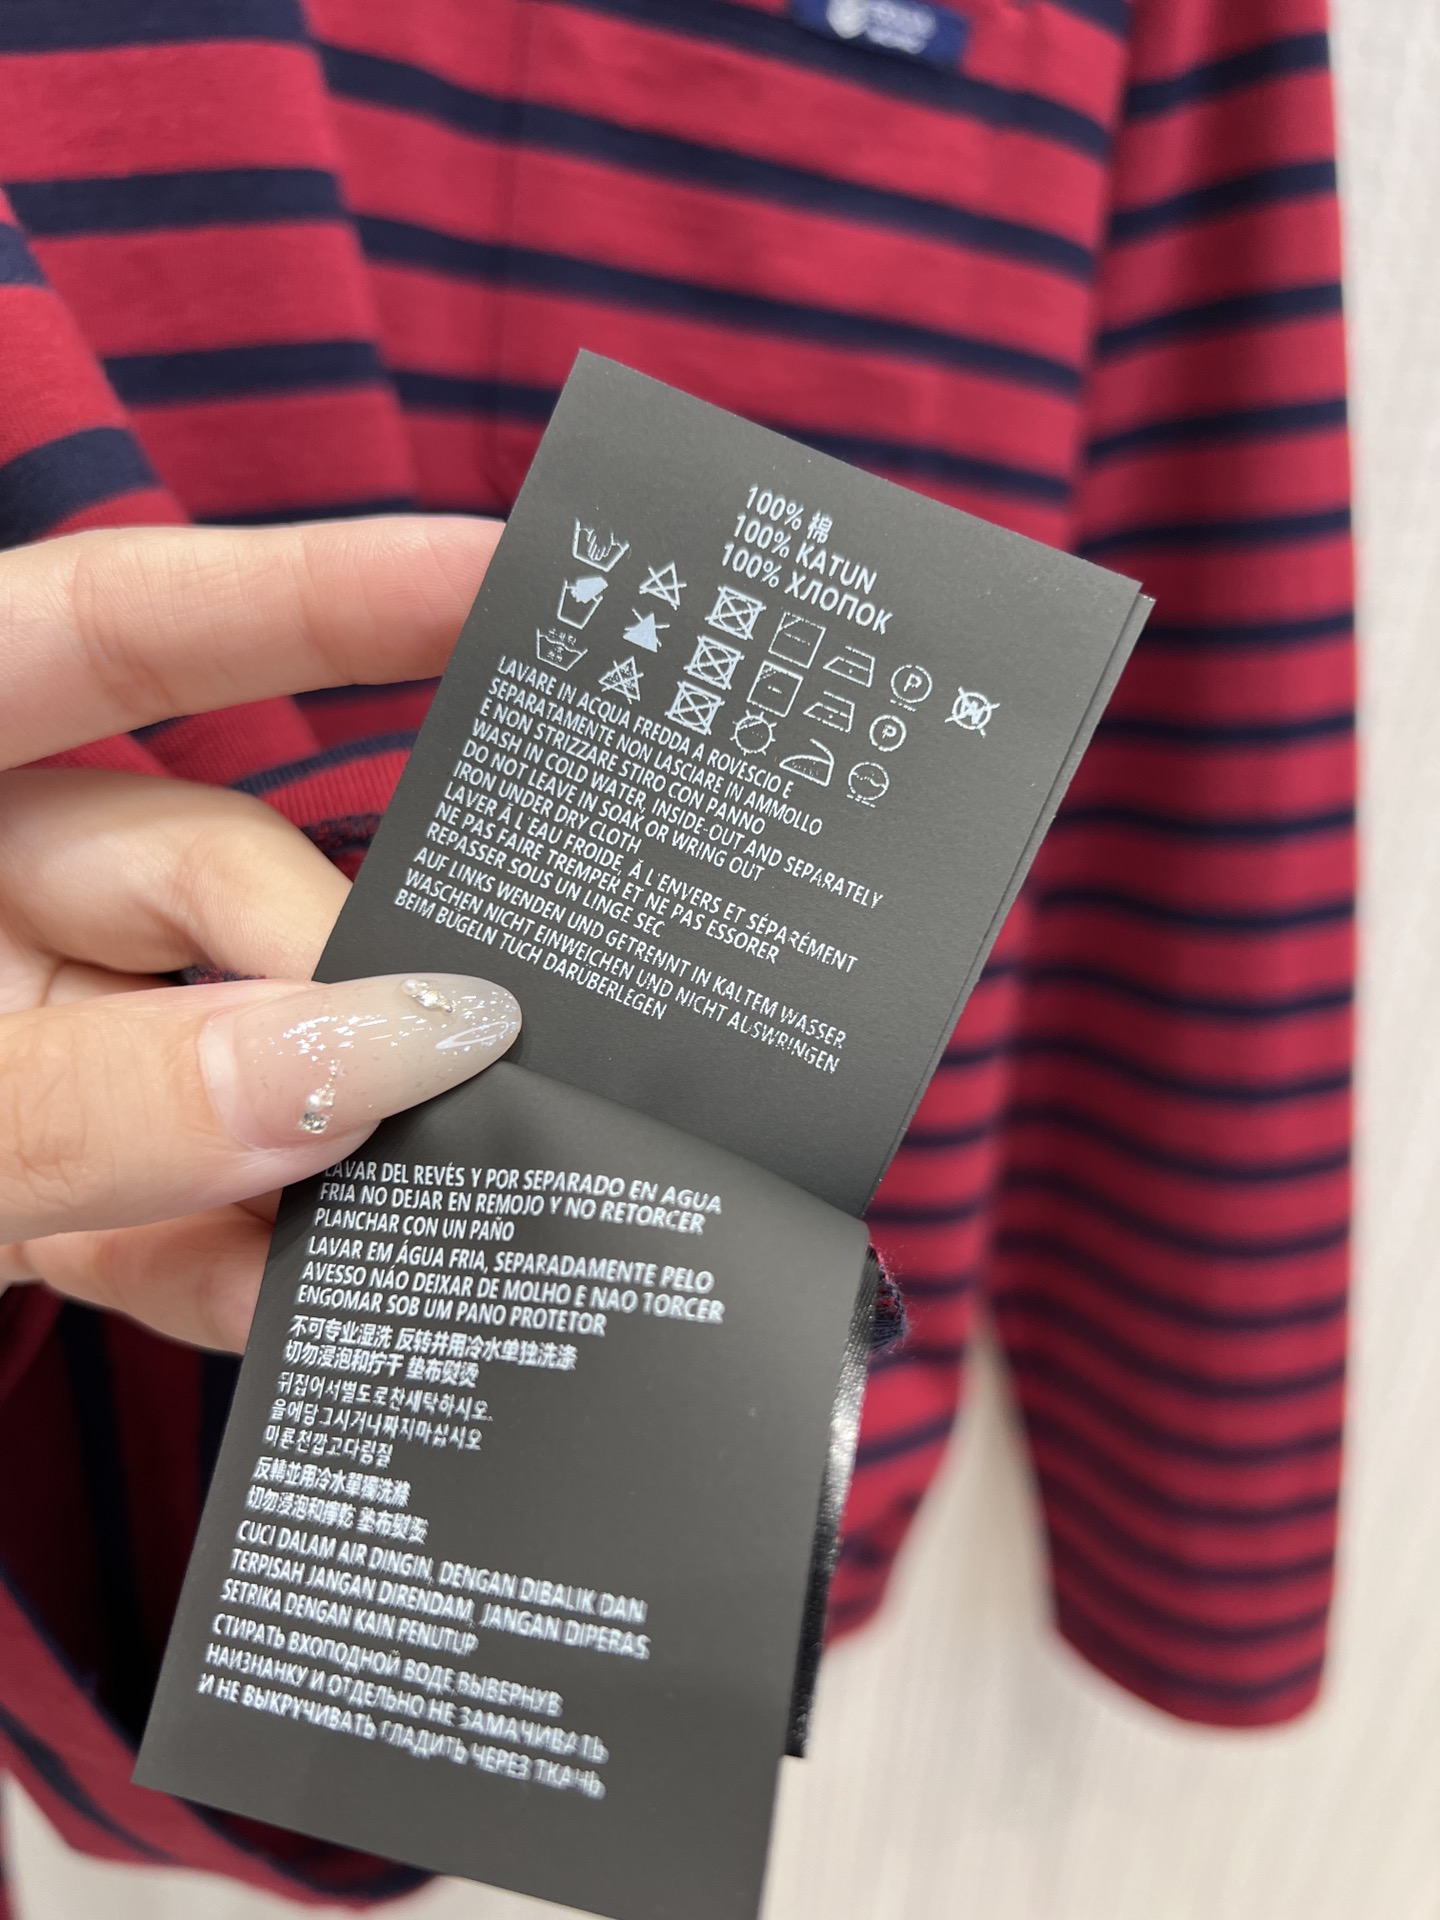 100% 棉
100% KATUN
100% ХЛОПОК
P
W
P
LAVARE IN ACQUA FREDDA A ROVESCIO E
SEPARATAMENTE NON LASCIARE IN AMMOLLO
E NON STRIZZARE STIRO CON PANNO
WASH IN COLD WATER, INSIDE-OUT AND SEPARATELY
DO NOT LEAVE IN SOAK OR WRING OUT
IRON UNDER DRY CLOTH
LAVER À L'EAU FROIDE, À L'ENVERS ET SÉPARÉMENT
NE PAS FAIRE TREMPER ET NE PAS ESSORER
REPASSER SOUS UN LINGE SEC
AUF LINKS WENDEN UND GETRENNT IN KALTEM WASSER
WASCHEN NICHT EINWEICHEN UND NICHT AUSWRINGEN
BEIM BÜGELN TUCH DARÜBERLEGEN
LAVAR DEL REVÉS Y POR SEPARADO EN AGUA
FRIA NO DEJAR EN REMOJO Y NO RETORCER
PLANCHAR CON UN PAÑO
LAVAR EM ÁGUA FRIA, SEPARADAMENTE PELO
AVESSO NÁO DEIXAR DE MOLHO E NAO TORCER
ENGOMAR SOB UM PANO PROTETOR
不可专业湿洗 反转并用冷水单独洗涤
切勿浸泡和拧干 垫布熨烫
뒤집어서별도로찬세탁하시오.
을에당그시거나짜지마십시오
미른천깝고다림질
反轉並用冷水單獨洗滌
切勿浸泡和擰乾 垫布熨烫
CUCI DALAM AIR DINGIN, DENGAN DIBALIK DAN
TERPISAH JANGAN DIRENDAM, JANGAN DIPERAS
SETRIKA DENGAN KAIN PENUTUP
СТИРАТЬ ВХОПОДНОЙ ВОДЕ ВЫВЕРНУВ
НАИЗНАНКУ И ОТДЕЛЬНО НЕ ЗАМАЧИВАТЬ
И НЕ ВЫКРУЧИВАТЬ ГЛАДИТЬ ЧЕРЕЗ ТКАЧЬ